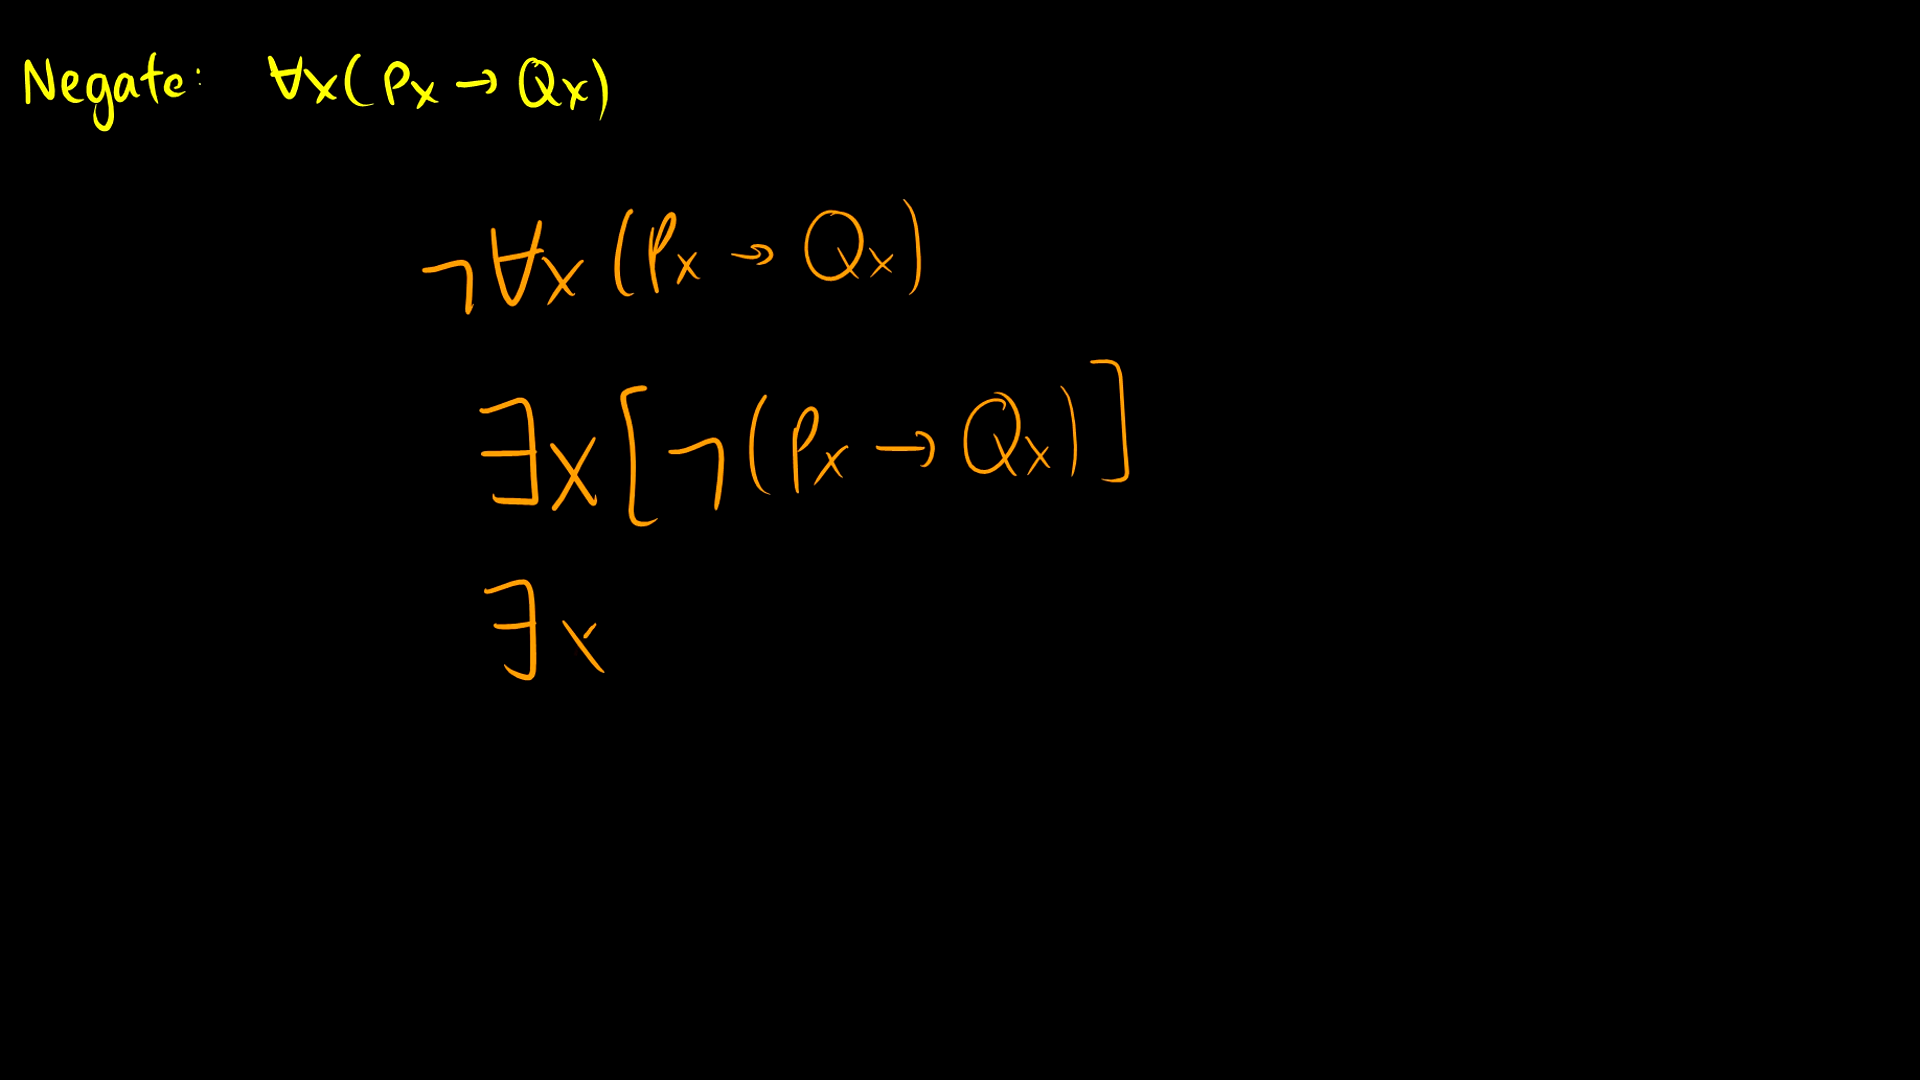 Negate: ∀x(Px → Qx)
¬∀x(Px → Qx)
∃x[¬(Px → Qx)]
∃x